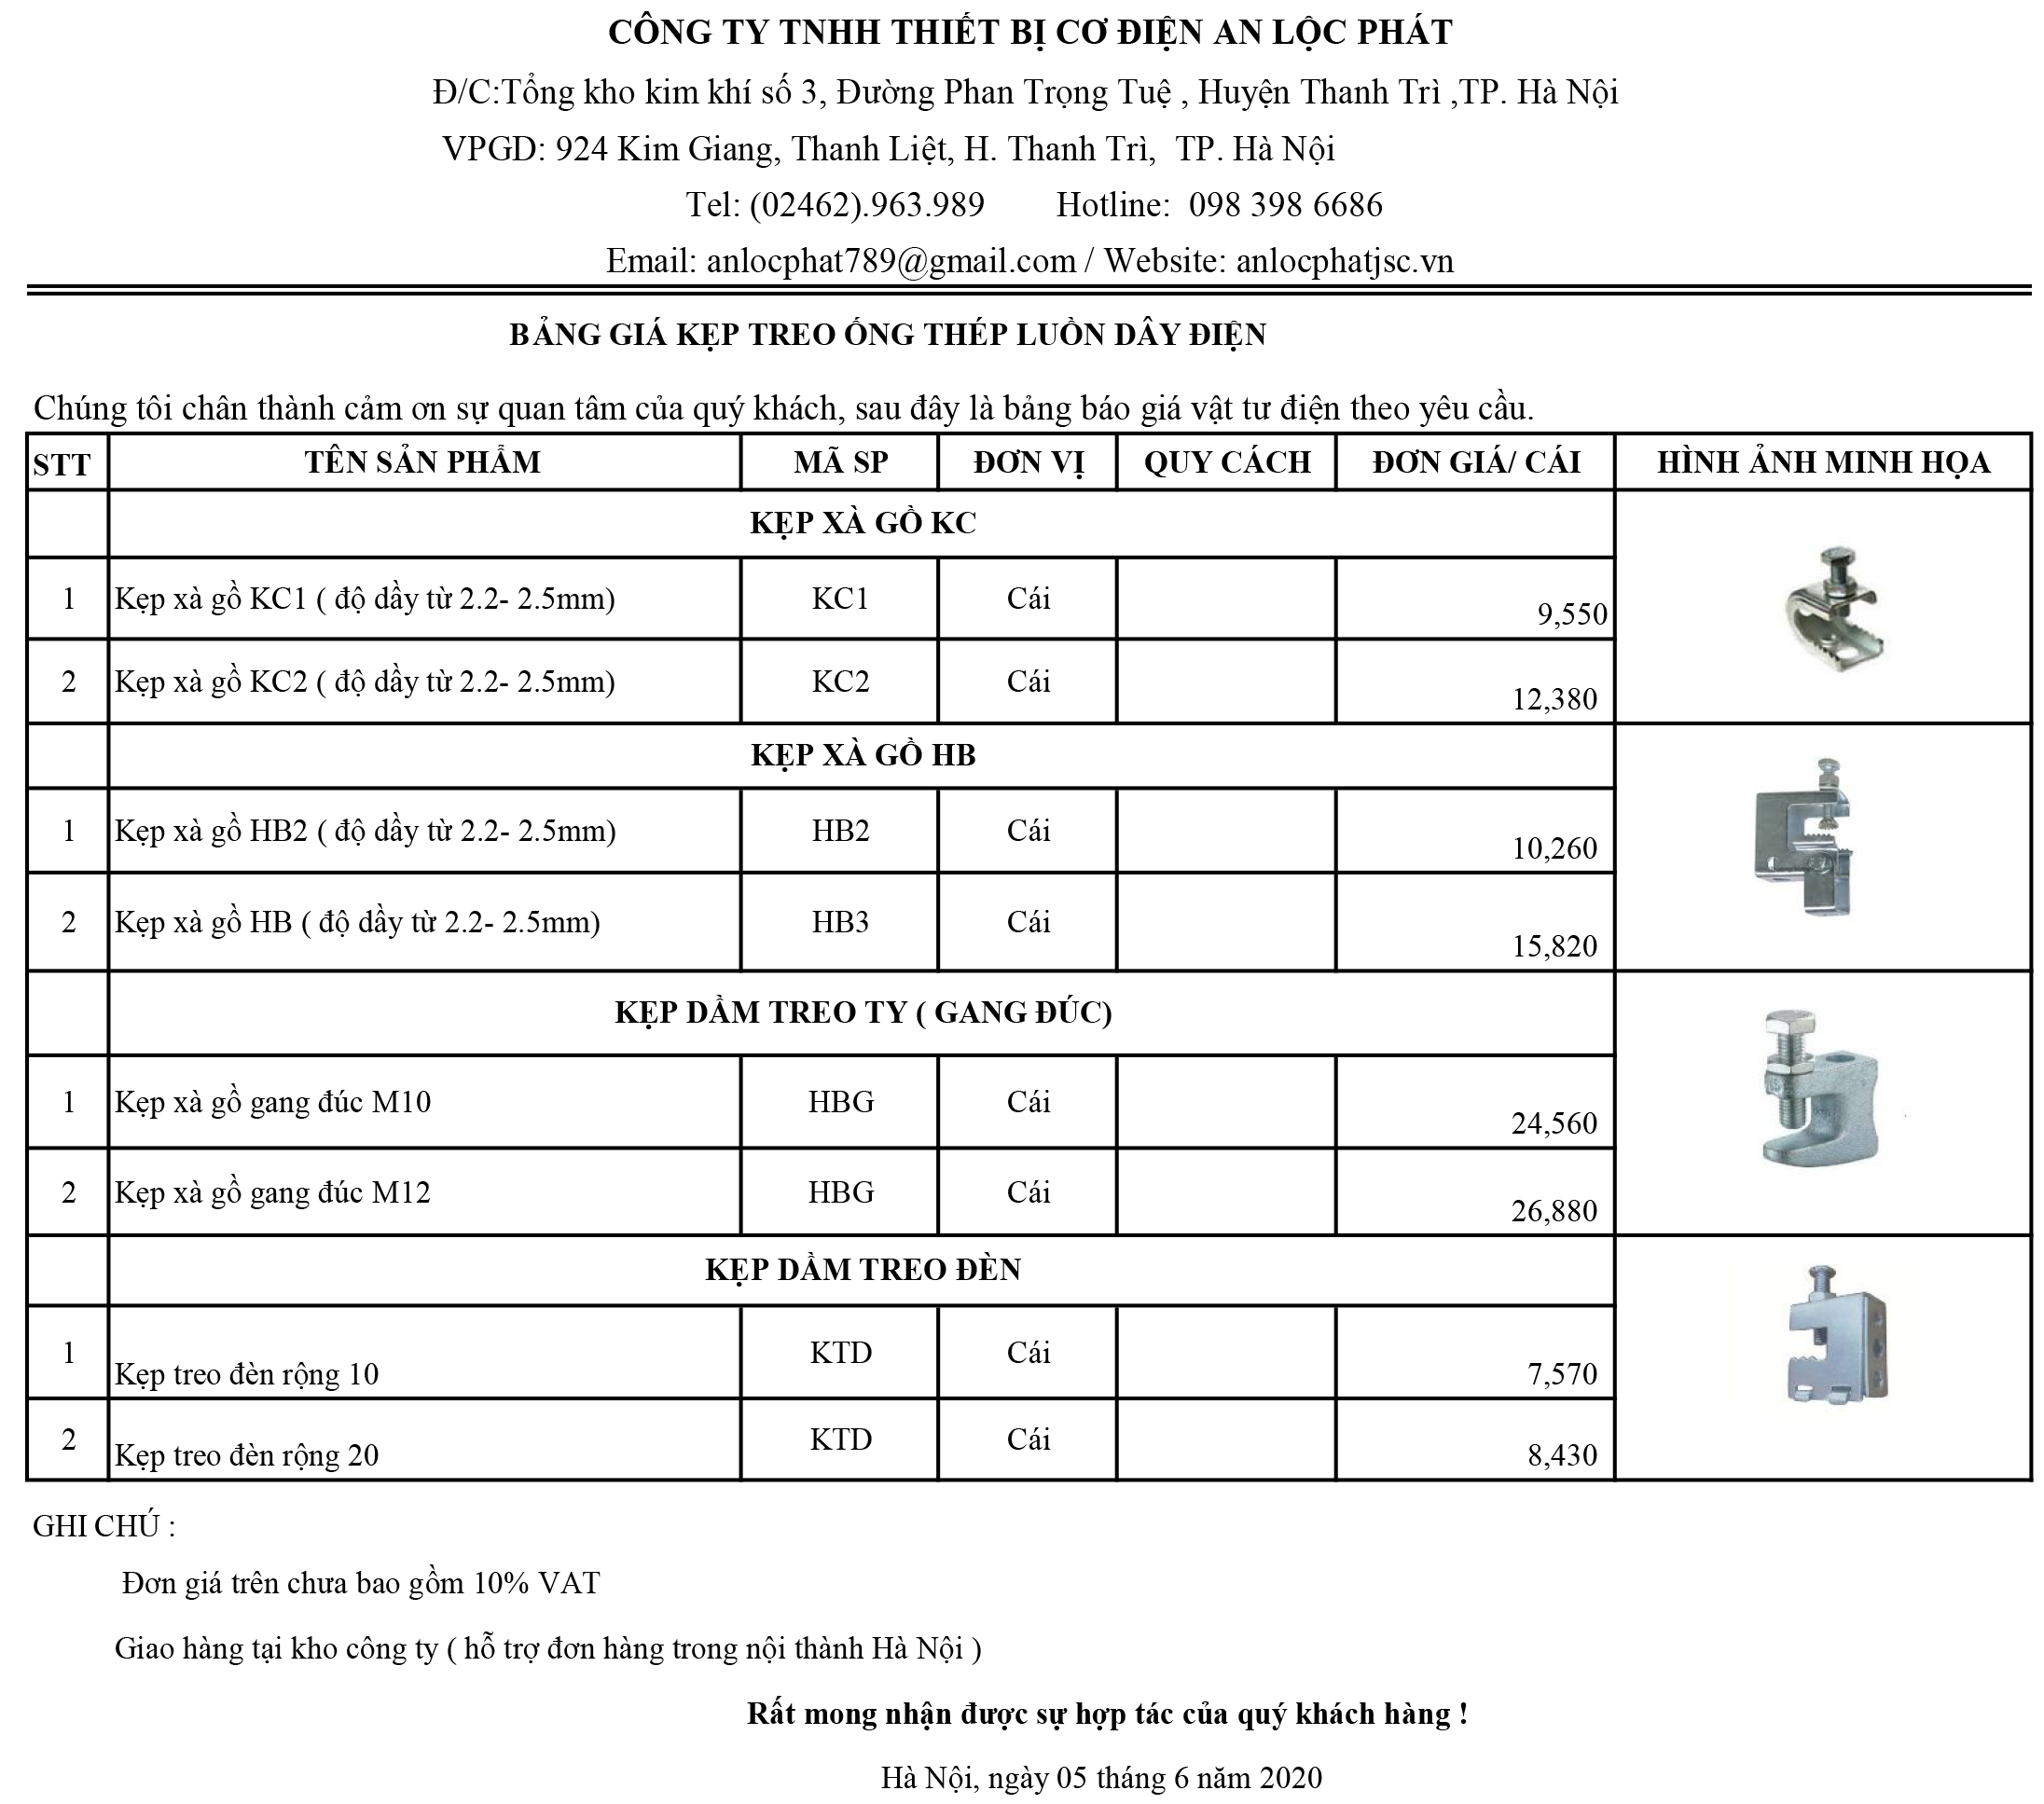 CÔNG TY TNHH THIẾT BỊ CƠ ĐIỆN AN LỘC PHÁT
Đ/C:Tổng kho kim khí số 3, Đường Phan Trọng Tuệ , Huyện Thanh Trì ,TP. Hà Nội
VPGD: 924 Kim Giang, Thanh Liệt, H. Thanh Trì, TP. Hà Nội
Tel: (02462).963.989 Hotline: 098 398 6686
Email: anlocphat789@gmail.com / Website: anlocphatjsc.vn
BẢNG GIÁ KẸP TREO ỐNG THÉP LUỒN DÂY ĐIỆN
Chúng tôi chân thành cảm ơn sự quan tâm của quý khách, sau đây là bảng báo giá vật tư điện theo yêu cầu.
STT TÊN SẢN PHẨM MÃ SP ĐƠN VỊ QUY CÁCH ĐƠN GIÁ/ CÁI HÌNH ẢNH MINH HỌA
KẸP XÀ GỒ KC
1 Kẹp xà gồ KC1 ( độ dầy từ 2.2- 2.5mm) KC1 Cái 9,550
2 Kẹp xà gồ KC2 ( độ dầy từ 2.2- 2.5mm) KC2 Cái 12,380
KẸP XÀ GỒ HB
1 Kẹp xà gồ HB2 ( độ dầy từ 2.2- 2.5mm) HB2 Cái 10,260
2 Kẹp xà gồ HB ( độ dầy từ 2.2- 2.5mm) HB3 Cái 15,820
KẸP DẦM TREO TY ( GANG ĐÚC)
1 Kẹp xà gồ gang đúc M10 HBG Cái 24,560
2 Kẹp xà gồ gang đúc M12 HBG Cái 26,880
KẸP DẦM TREO ĐÈN
1 Kẹp treo đèn rộng 10 KTD Cái 7,570
2 Kẹp treo đèn rộng 20 KTD Cái 8,430
GHI CHÚ :
Đơn giá trên chưa bao gồm 10% VAT
Giao hàng tại kho công ty ( hỗ trợ đơn hàng trong nội thành Hà Nội )
Rất mong nhận được sự hợp tác của quý khách hàng !
Hà Nội, ngày 05 tháng 6 năm 2020